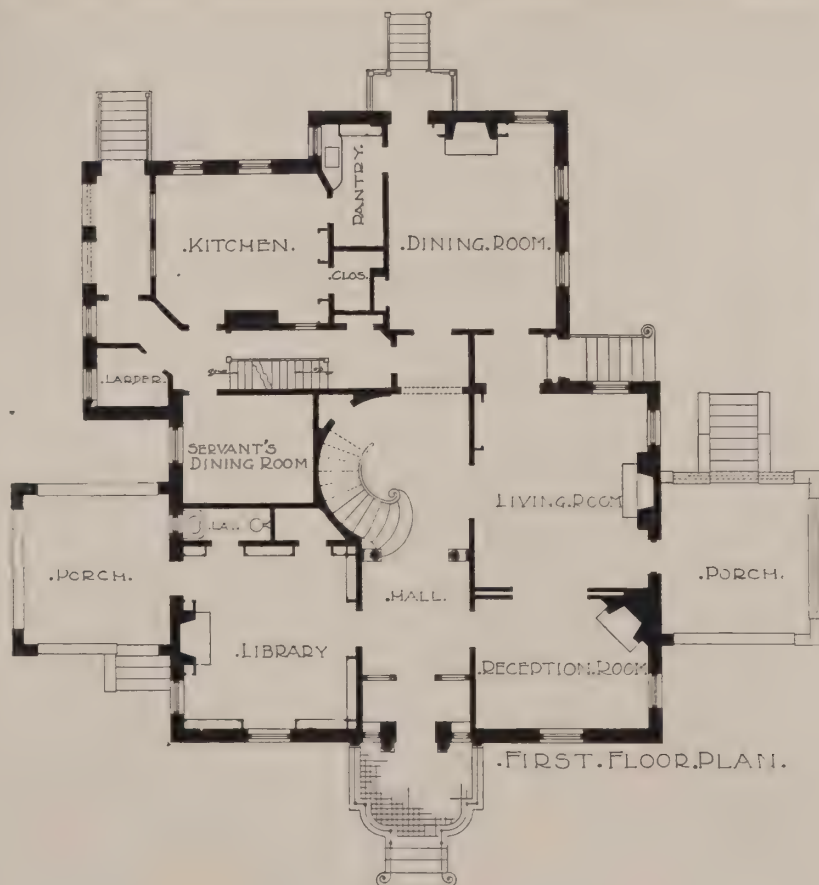 PANTRY.
.KITCHEN.
.DINING.ROOM.
.CLOS.
.LARDER.
SERVANT'S
DINING ROOM
LIVING.ROOM
.LA..
.PORCH.
.PORCH.
.HALL.
.LIBRARY
.RECEPTION.ROOM
.FIRST.FLOOR.PLAN.